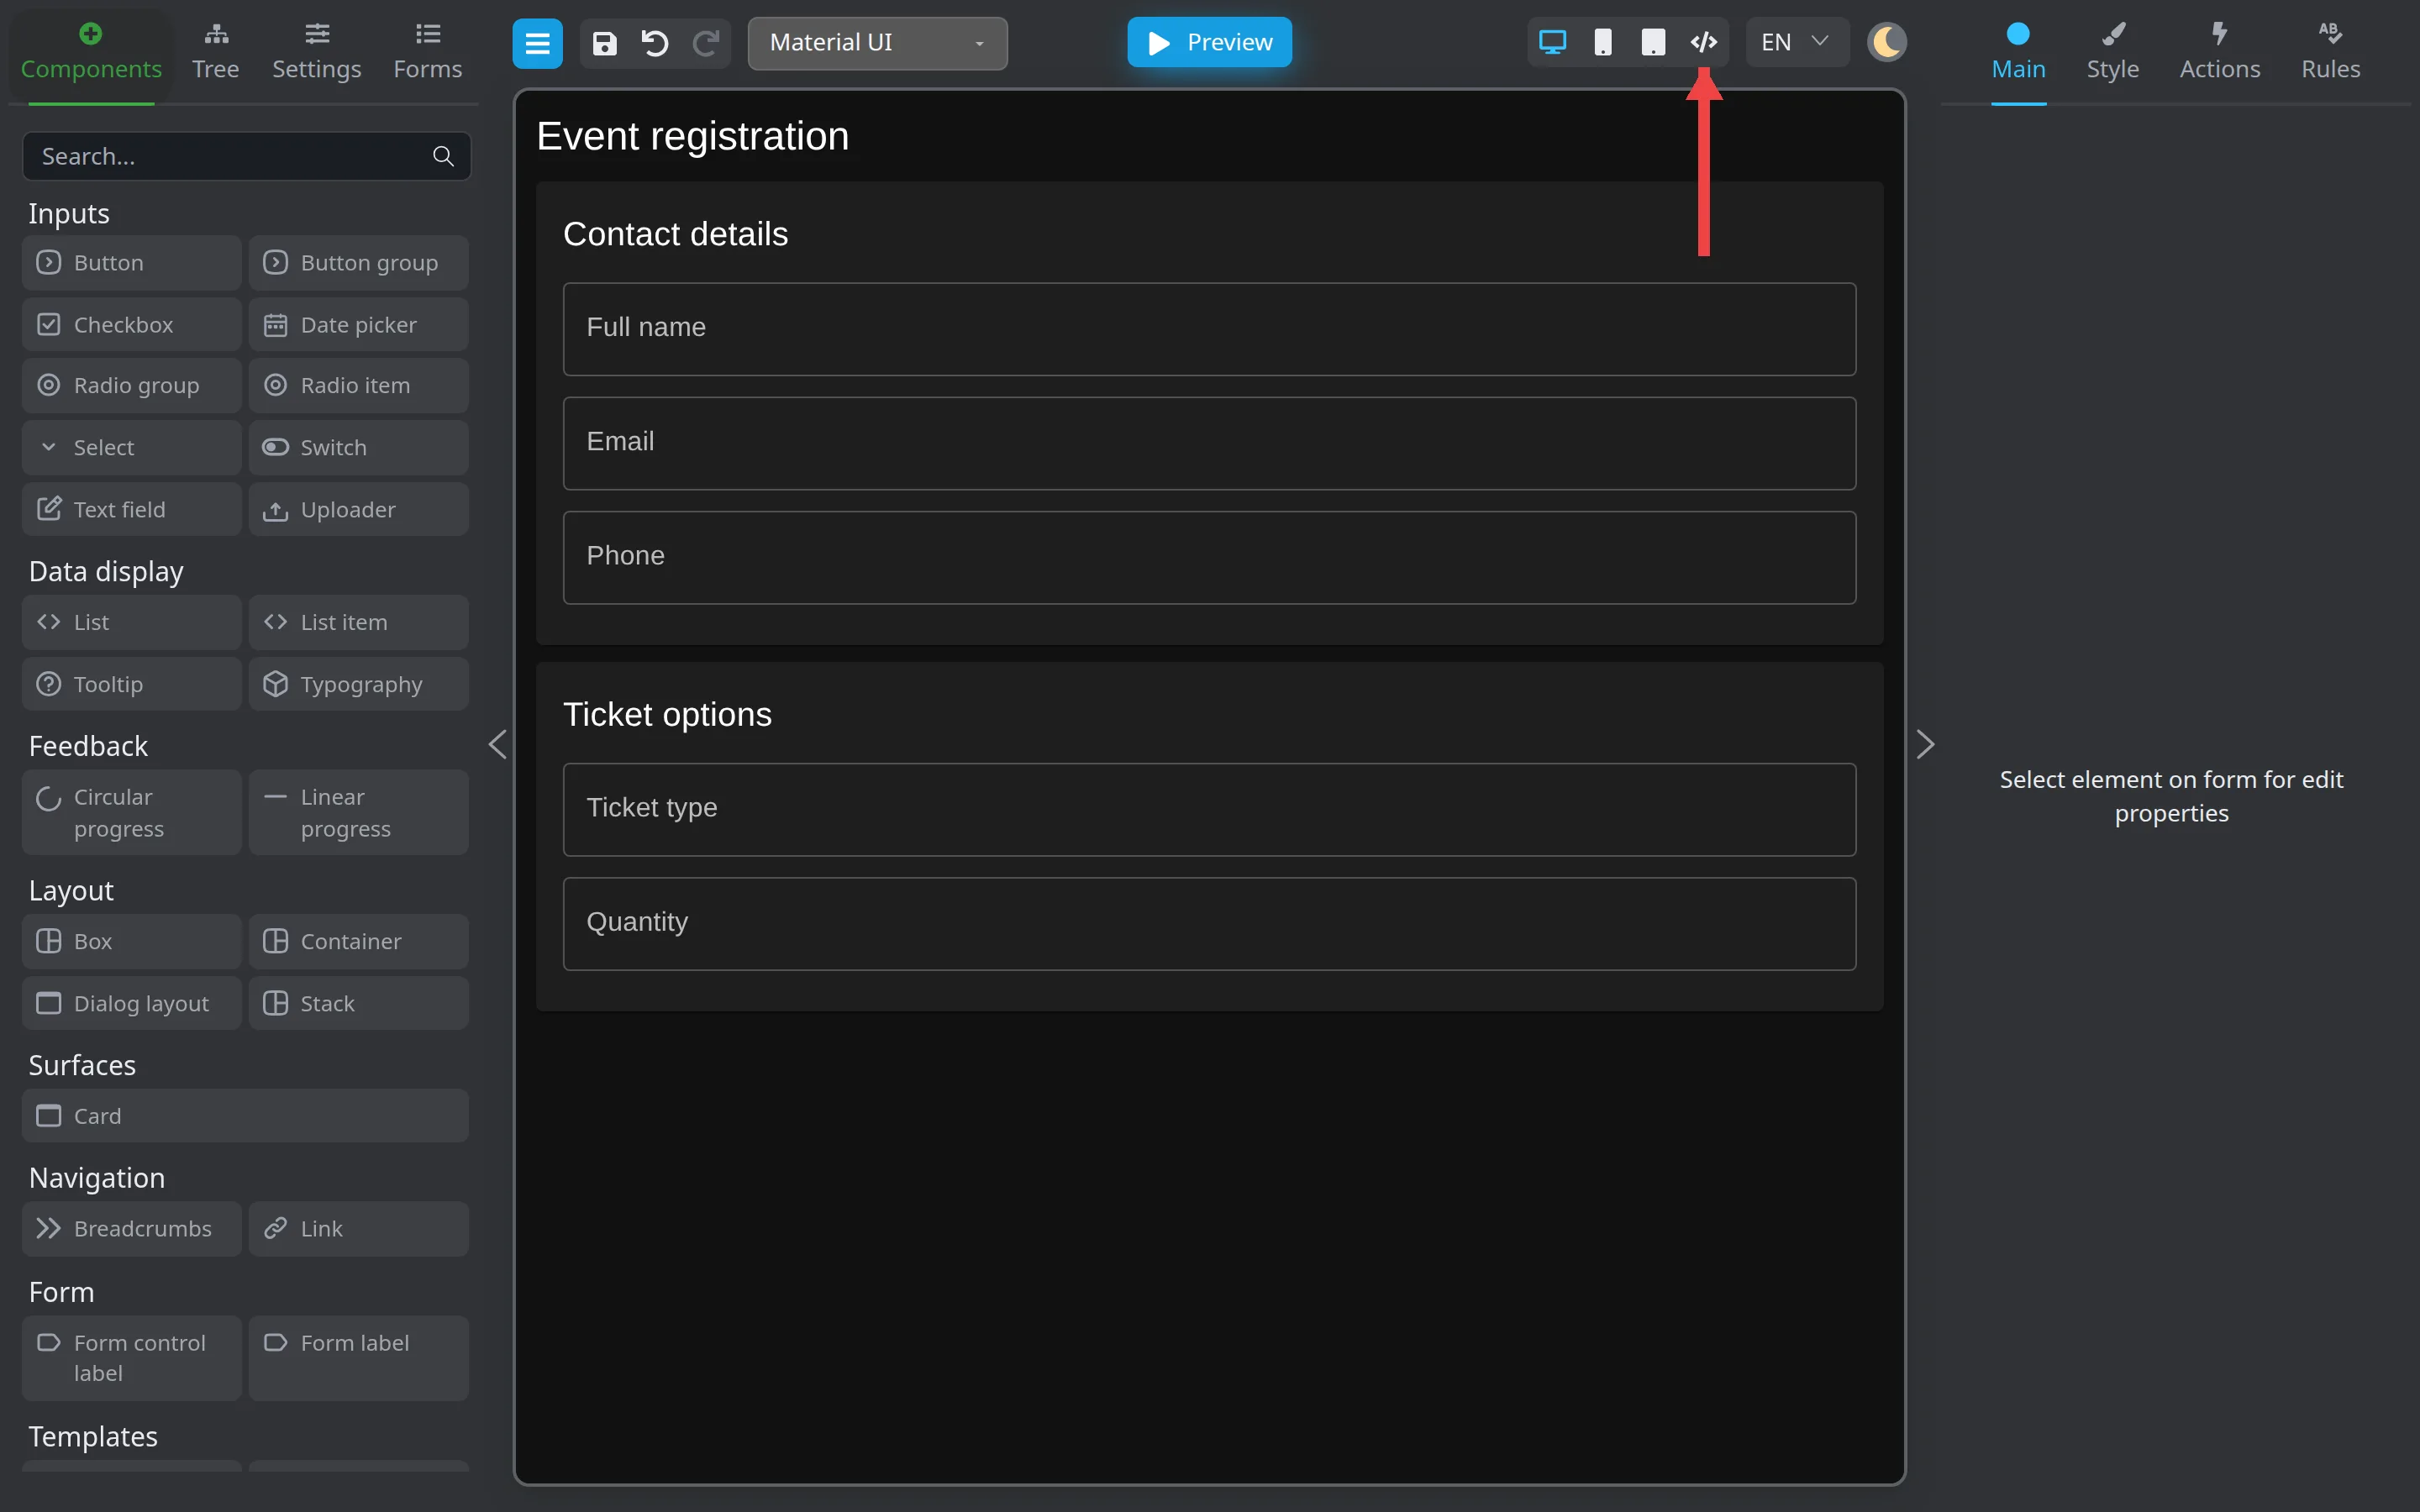 Components
Tree
Settings
Forms
Material UI
Preview
EN
Main
Style
Actions
AB
Rules
Search...
Inputs
Button
Button group
Checkbox
Date picker
Radio group
Radio item
Select
Switch
Text field
Uploader
Data display
List
List item
Tooltip
Typography
Feedback
Circular
progress
Linear
progress
Layout
Box
Container
Dialog layout
Stack
Surfaces
Card
Navigation
Breadcrumbs
Link
Form
Form control
label
Form label
Templates
Event registration
Contact details
Full name
Email
Phone
Ticket options
Ticket type
Quantity
Select element on form for edit
properties